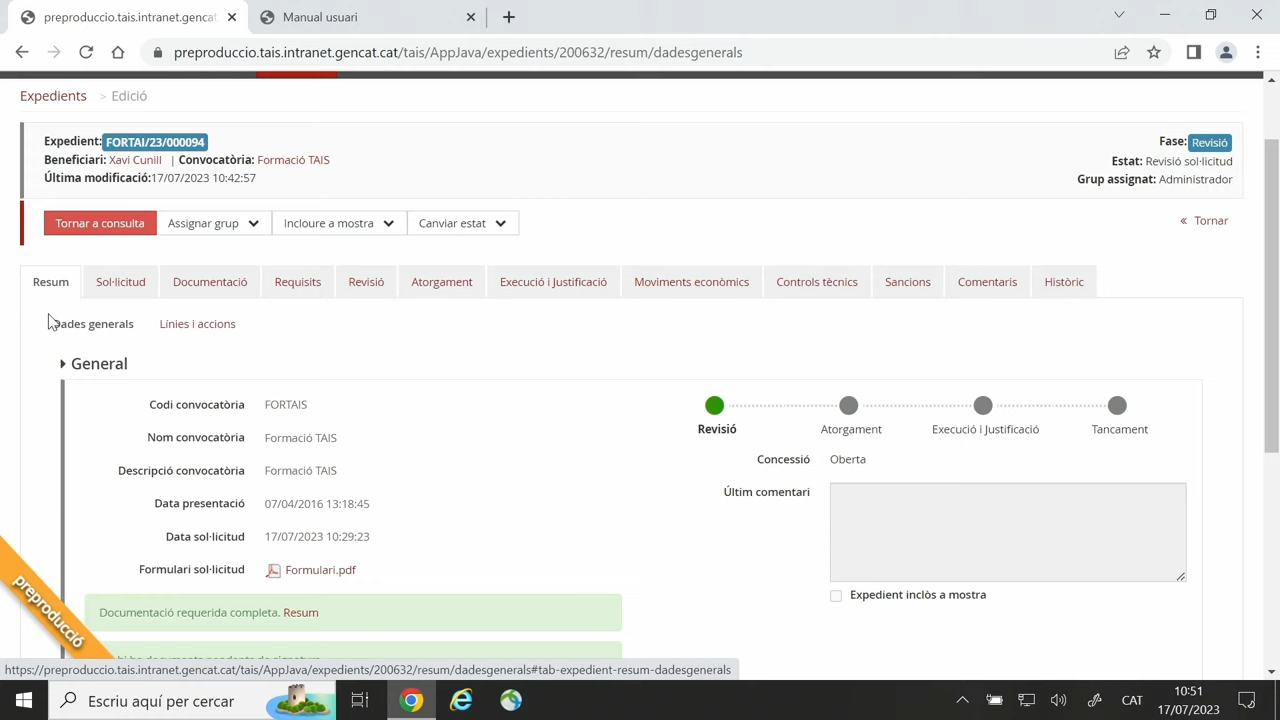 preproduccio.tais.intranet.gencat
Manual usuari
preproduccio.tais.intranet.gencat.cat/tais/AppJava/expedients/200632/resum/dadesgenerals
Expedients > Edició
Expedient: FORTAI/23/000094
Fase: Revisió
Beneficiari: Xavi Cunill | Convocatòria: Formació TAIS
Estat: Revisió sol·licitud
Última modificació:17/07/2023 10:42:57
Grup assignat: Administrador
Tornar a consulta
Assignar grup
Incloure a mostra
Canviar estat
« Tornar
Resum
Sol·licitud
Documentació
Requisits
Revisió
Atorgament
Execució i Justificació
Moviments econòmics
Controls tècnics
Sancions
Comentaris
Històric
Dades generals
Línies i accions
General
Codi convocatòria FORTAIS
Nom convocatòria Formació TAIS
Descripció convocatòria Formació TAIS
Data presentació 07/04/2016 13:18:45
Data sol·licitud 17/07/2023 10:29:23
Formulari sol·licitud Formulari.pdf
Revisió
Atorgament
Execució i Justificació
Tancament
Concessió Oberta
Últim comentari
Expedient inclòs a mostra
Documentació requerida completa. Resum
preproducció
https://preproduccio.tais.intranet.gencat.cat/tais/AppJava/expedients/200632/resum/dadesgenerals#tab-expedient-resum-dadesgenerals
Escriu aquí per cercar
CAT
10:51
17/07/2023